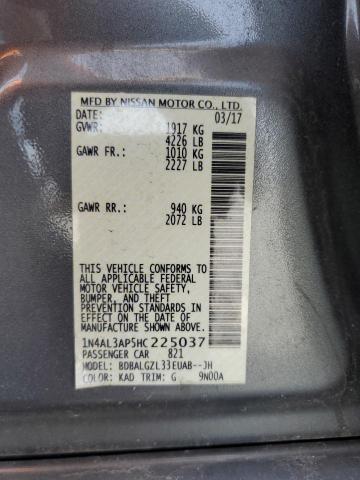 MFD BY NISSAN MOTOR CO., LTD.
DATE: 03/17
GVWR: 1917 KG
4226 LB
GAWR FR.: 1010 KG
2227 LB
GAWR RR.: 940 KG
2072 LB
THIS VEHICLE CONFORMS TO ALL
APPLICABLE FEDERAL
MOTOR VEHICLE SAFETY,
BUMPER, AND THEFT
PREVENTION STANDARDS IN
EFFECT ON THE DATE OF
MANUFACTURE SHOWN ABOVE.
1N4AL3AP5HC225037
PASSENGER CAR 821
MODEL: BDBALGZL33EUAB--JH
COLOR: KAD TRIM: G 9N00A